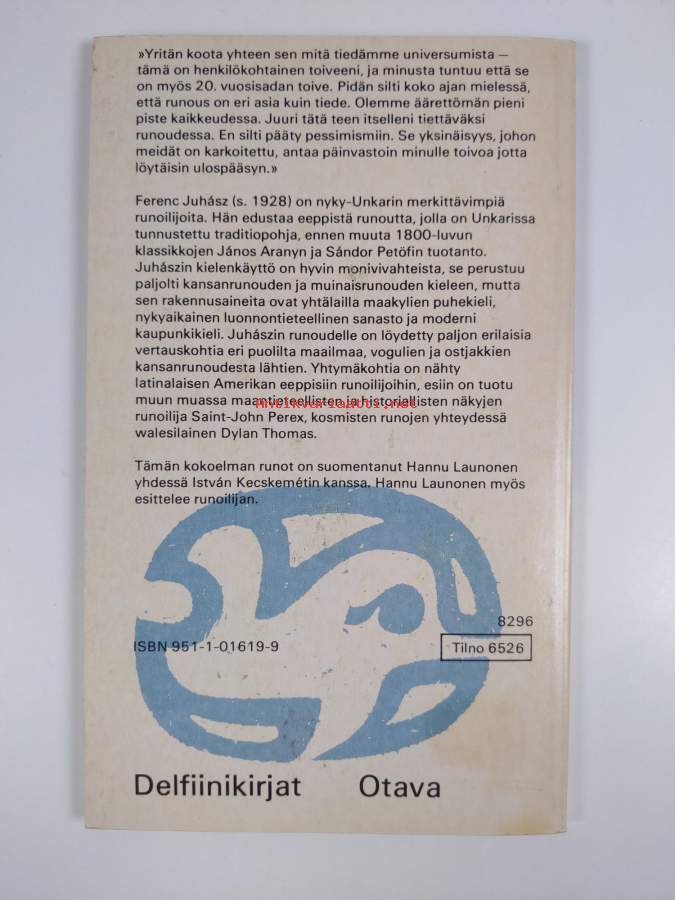 »Yritän koota yhteen sen mitä tiedämme universumista —
tämä on henkilökohtainen toiveeni, ja minusta tuntuu että se
on myös 20. vuosisadan toive. Pidän silti koko ajan mielessä,
että runous on eri asia kuin tiede. Olemme äärettömän pieni
piste kaikkeudessa. Juuri tätä teen itselleni tiettäväksi
runoudessa. En silti pääty pessimismiin. Se yksinäisyys, johon
meidät on karkoitettu, antaa päinvastoin minulle toivoa jotta
löytäisin ulospääsyn.»
Ferenc Juhász (s. 1928) on nyky-Unkarin merkittävimpiä
runoilijoita. Hän edustaa eeppistä runoutta, jolla on Unkarissa
tunnustettu traditiopohja, ennen muuta 1800-luvun
klassikkojen János Aranyn ja Sándor Petöfin tuotanto.
Juhászin kielenkäyttö on hyvin monivivahteista, se perustuu
paljolti kansanrunouden ja muinaisrunouden kieleen, mutta
sen rakennusaineita ovat yhtälailla maakylien puhekieli,
nykyaikainen luonnontieteellinen sanasto ja moderni
kaupunkikieli. Juhászin runoudelle on löydetty paljon erilaisia
vertauskohtia eri puolilta maailmaa, vogulien ja ostjakkien
kansanrunoudesta lähtien. Yhtymäkohtia on nähty
latinalaisen Amerikan eeppisiin runoilijoihin, esiin on tuotu
muun muassa maantieteellisten ja historiallisten näkyjen
runoilija Saint-John Perex, kosmisten runojen yhteydessä
walesilainen Dylan Thomas.
Tämän kokoelman runot on suomentanut Hannu Launonen
yhdessä István Kecskemétin kanssa. Hannu Launonen myös
esittelee runoilijan.
8296
ISBN 951-1-01619-9
Tilno 6526
Delfiinikirjat Otava